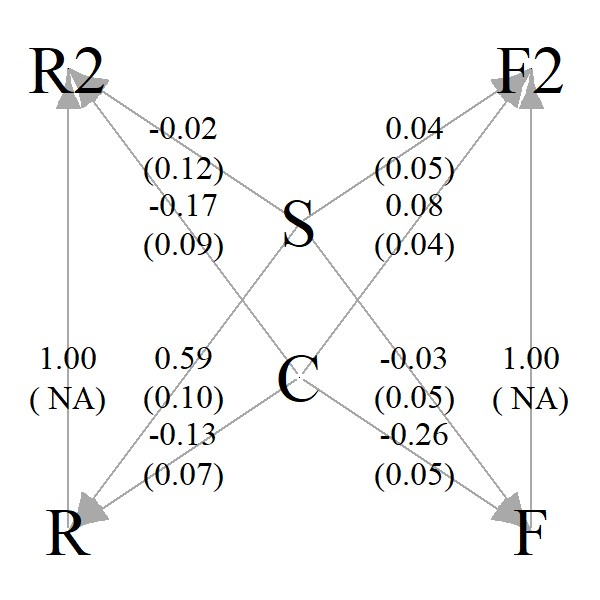 R2 F2
-0.02 0.04
(0.12) (0.05)
-0.17 0.08
S
(0.09) (0.04)
1.00 0.59 -0.03 1.00
C
( NA) (0.10) (0.05) ( NA)
-0.13 -0.26
(0.07) (0.05)
R F